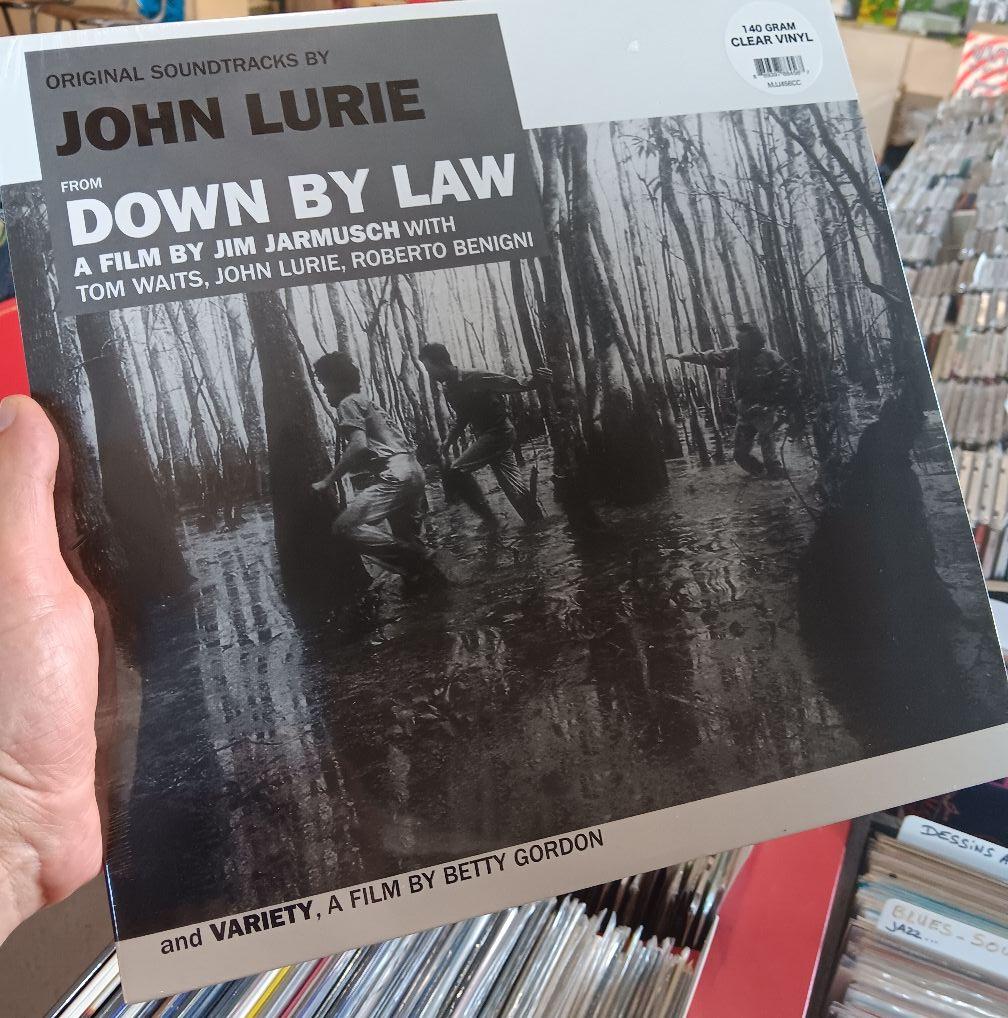 ORIGINAL SOUNDTRACKS BY
JOHN LURIE
FROM
DOWN BY LAW
A FILM BY JIM JARMUSCH WITH
TOM WAITS, JOHN LURIE, ROBERTO BENIGNI
140 GRAM
CLEAR VINYL
MJJ456CC
and VARIETY, A FILM BY BETTY GORDON
DESSINS A
BLUES - SOU
JAZZ...